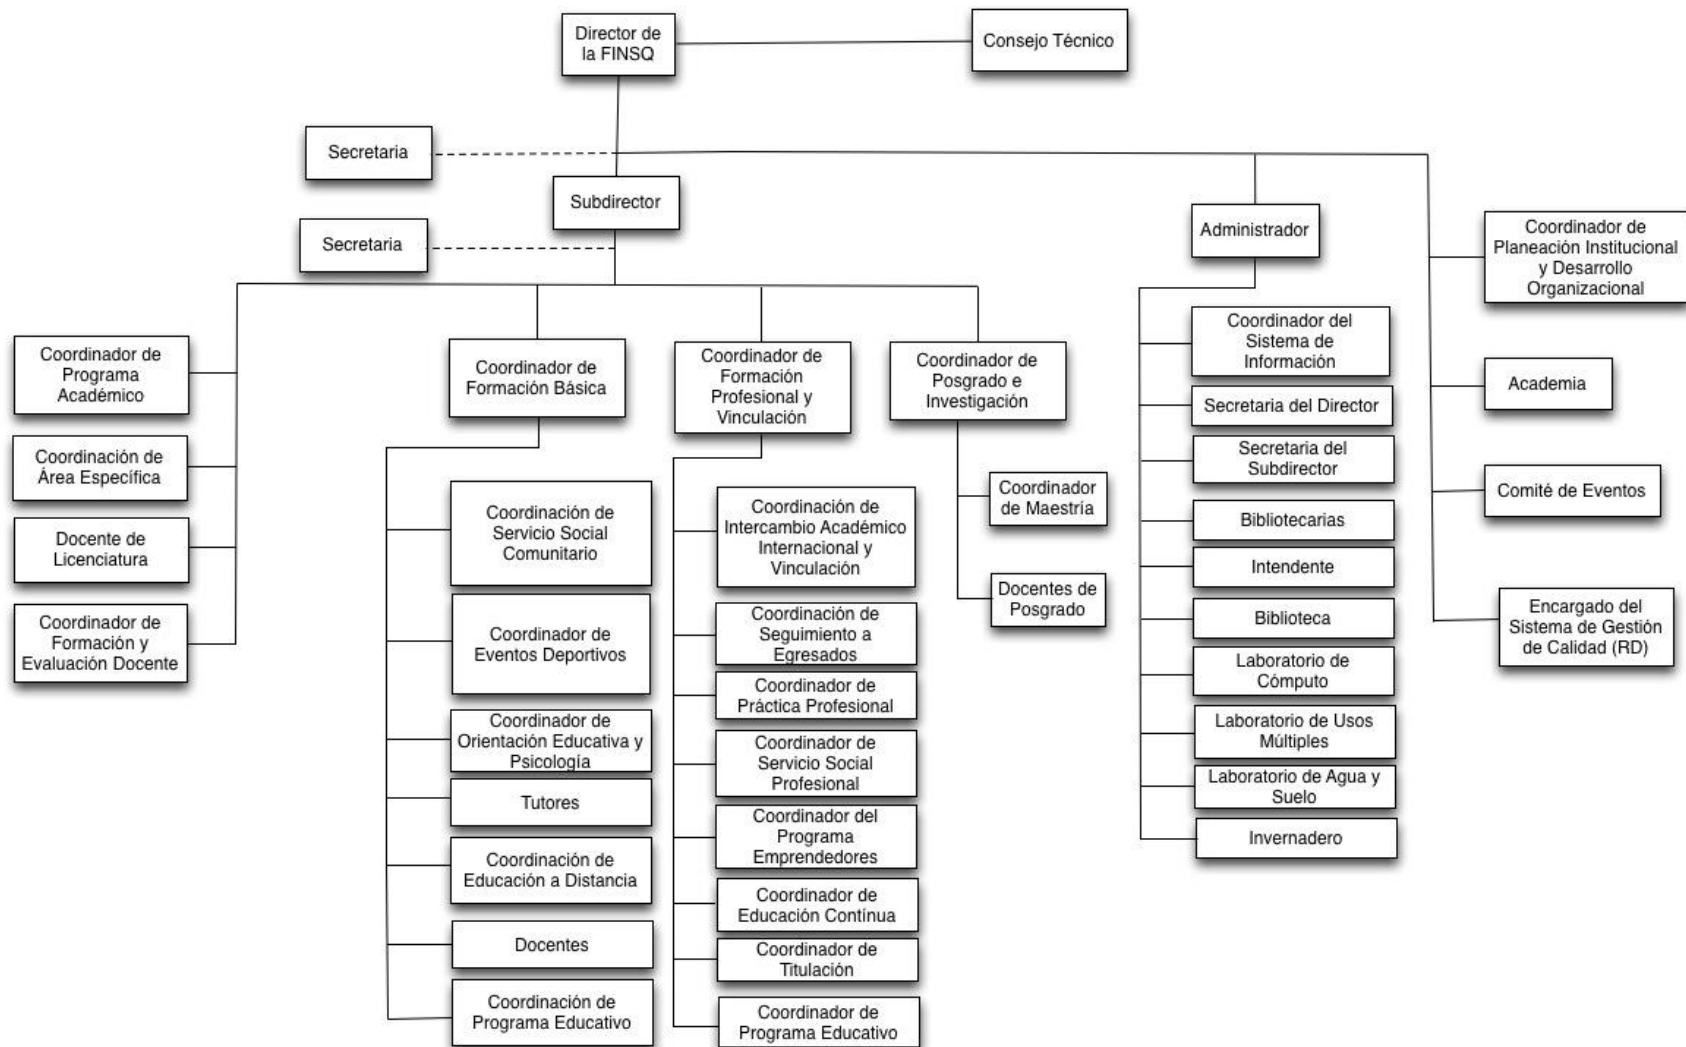 Director de
la FINSQ
Consejo Técnico
Secretaria
Subdirector
Secretaria
Administrador
Coordinador de
Planeación Institucional
y Desarrollo
Organizacional
Academia
Comité de Eventos
Encargado del
Sistema de Gestión
de Calidad (RD)
Coordinador de
Programa
Académico
Coordinación de
Área Específica
Docente de
Licenciatura
Coordinador de
Formación y
Evaluación Docente
Coordinador de
Formación Básica
Coordinación de
Servicio Social
Comunitario
Coordinador de
Eventos Deportivos
Coordinador de
Orientación Educativa y
Psicología
Tutores
Coordinación de
Educación a Distancia
Docentes
Coordinación de
Programa Educativo
Coordinador de
Formación
Profesional y
Vinculación
Coordinación de
Intercambio Académico
Internacional y
Vinculación
Coordinación de
Seguimiento a
Egresados
Coordinador de
Práctica Profesional
Coordinador de
Servicio Social
Profesional
Coordinador del
Programa
Emprendedores
Coordinador de
Educación Contínua
Coordinador de
Titulación
Coordinador de
Programa Educativo
Coordinador de
Posgrado e
Investigación
Coordinador
de Maestría
Docentes de
Posgrado
Coordinador del
Sistema de
Información
Secretaria del Director
Secretaria del
Subdirector
Bibliotecarias
Intendente
Biblioteca
Laboratorio de
Cómputo
Laboratorio de Usos
Múltiples
Laboratorio de Agua y
Suelo
Invernadero